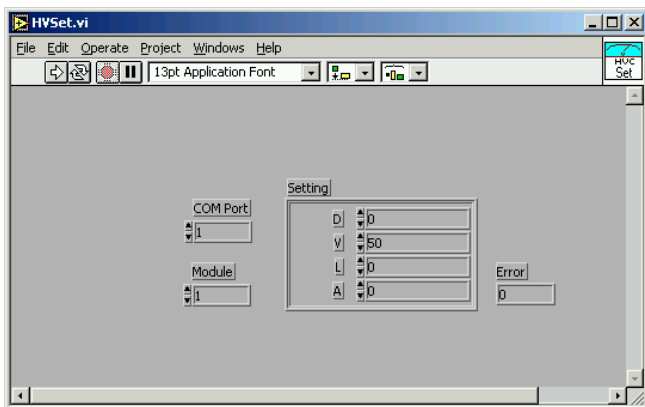 HVSet.vi
File Edit Operate Project Windows Help
13pt Application Font
HVC
Set
Setting
COM Port
1
D 0
V 50
L 0
A 0
Module
1
Error
0